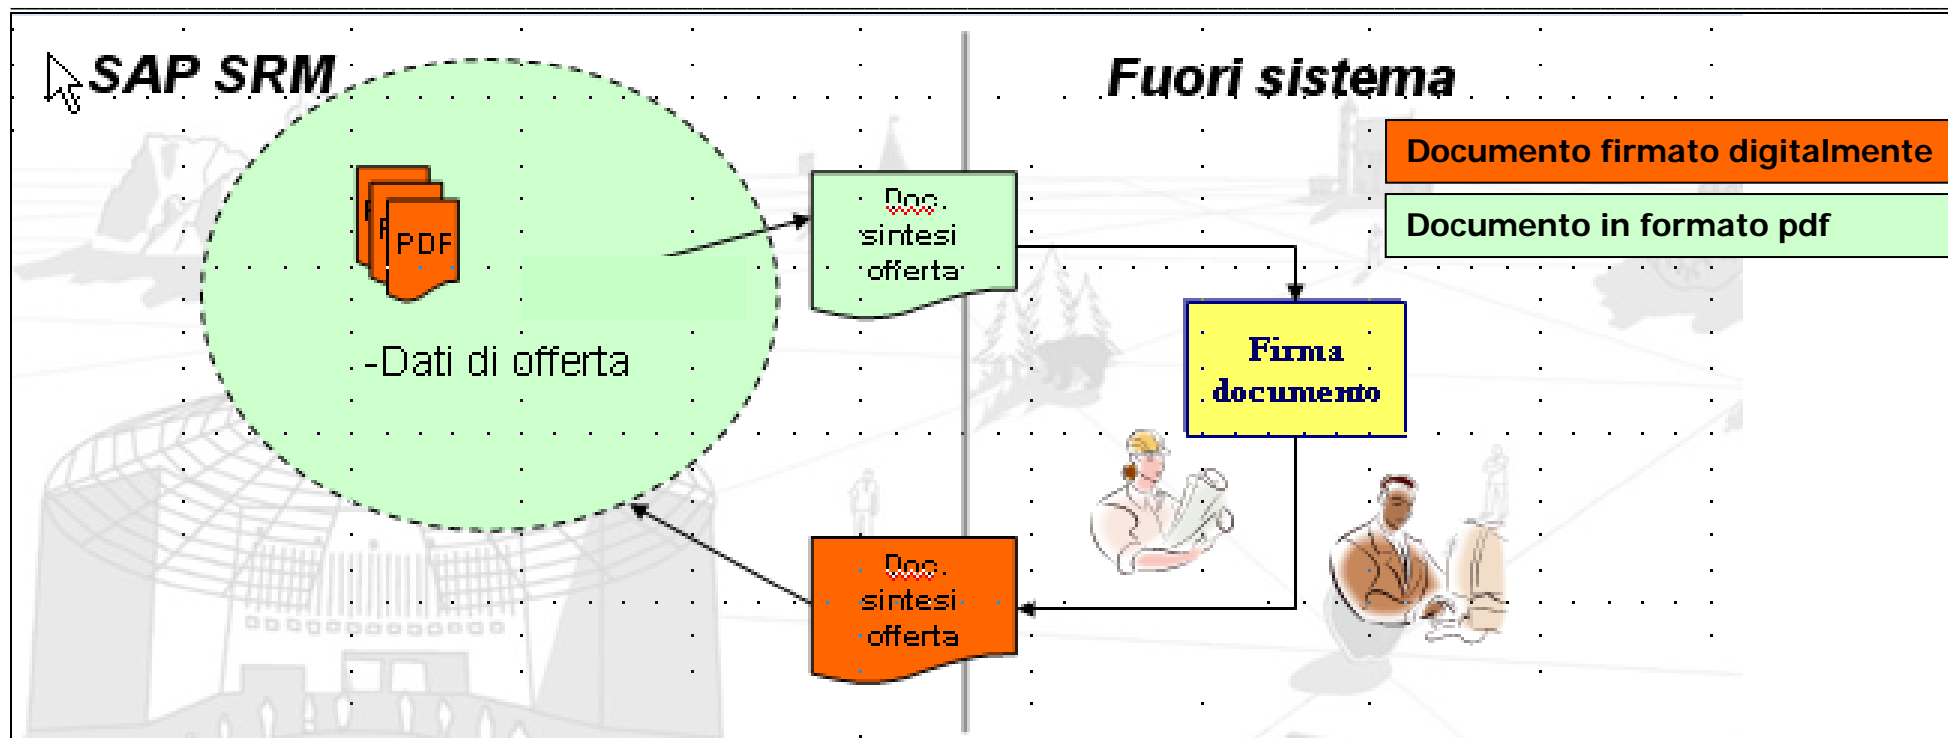 SAP SRM
Fuori sistema
Documento firmato digitalmente
Documento in formato pdf
Doc.
sintesi
offerta
PDF
-Dati di offerta
Firma
documento
Doc.
sintesi
offerta